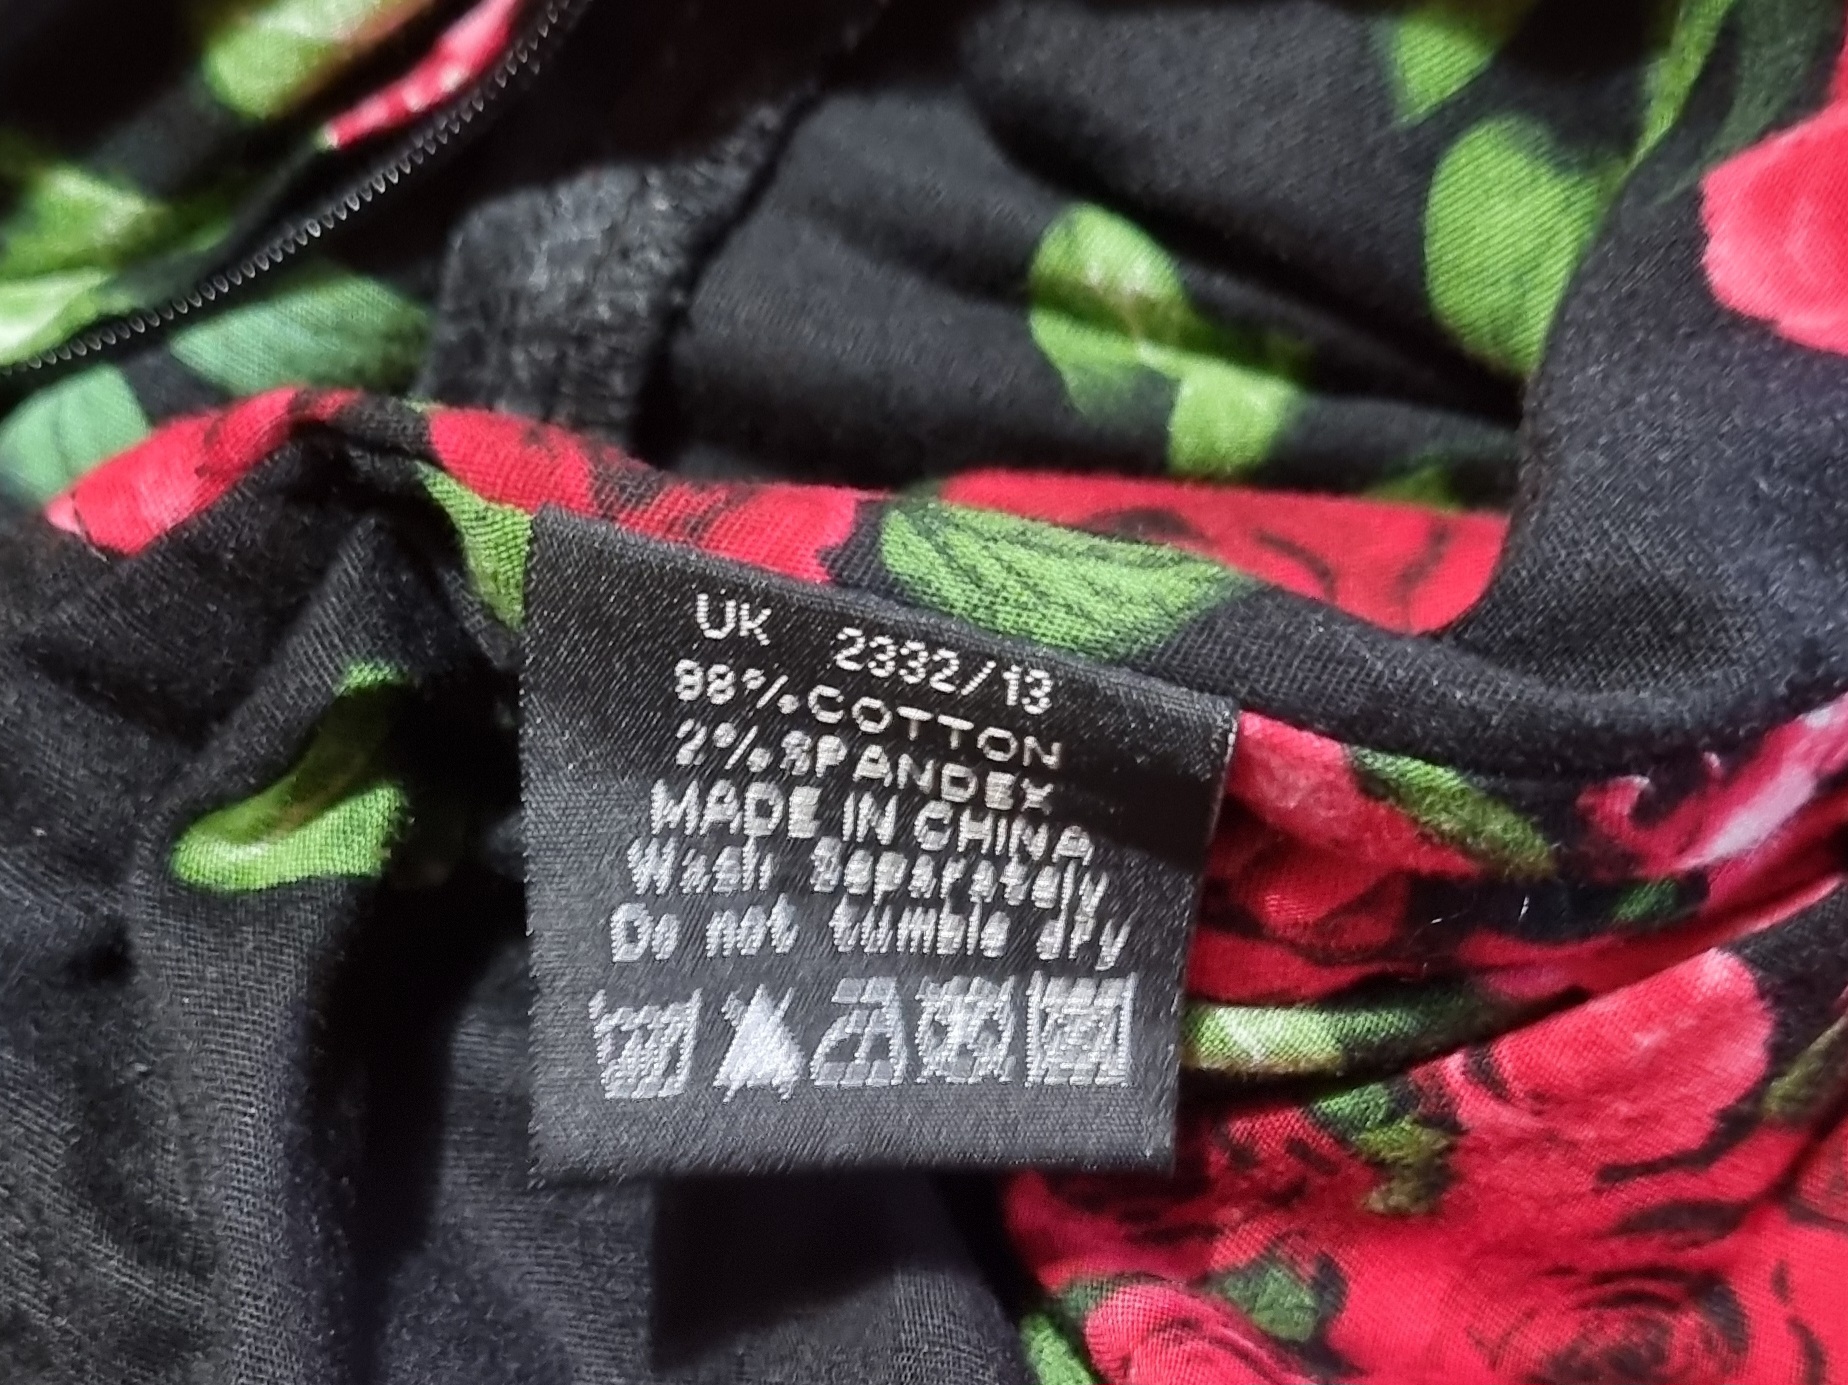 UK 2332/13
98%COTTON
2%SPANDEX
MADE IN CHINA
Wash Separately
Do not tumble dry